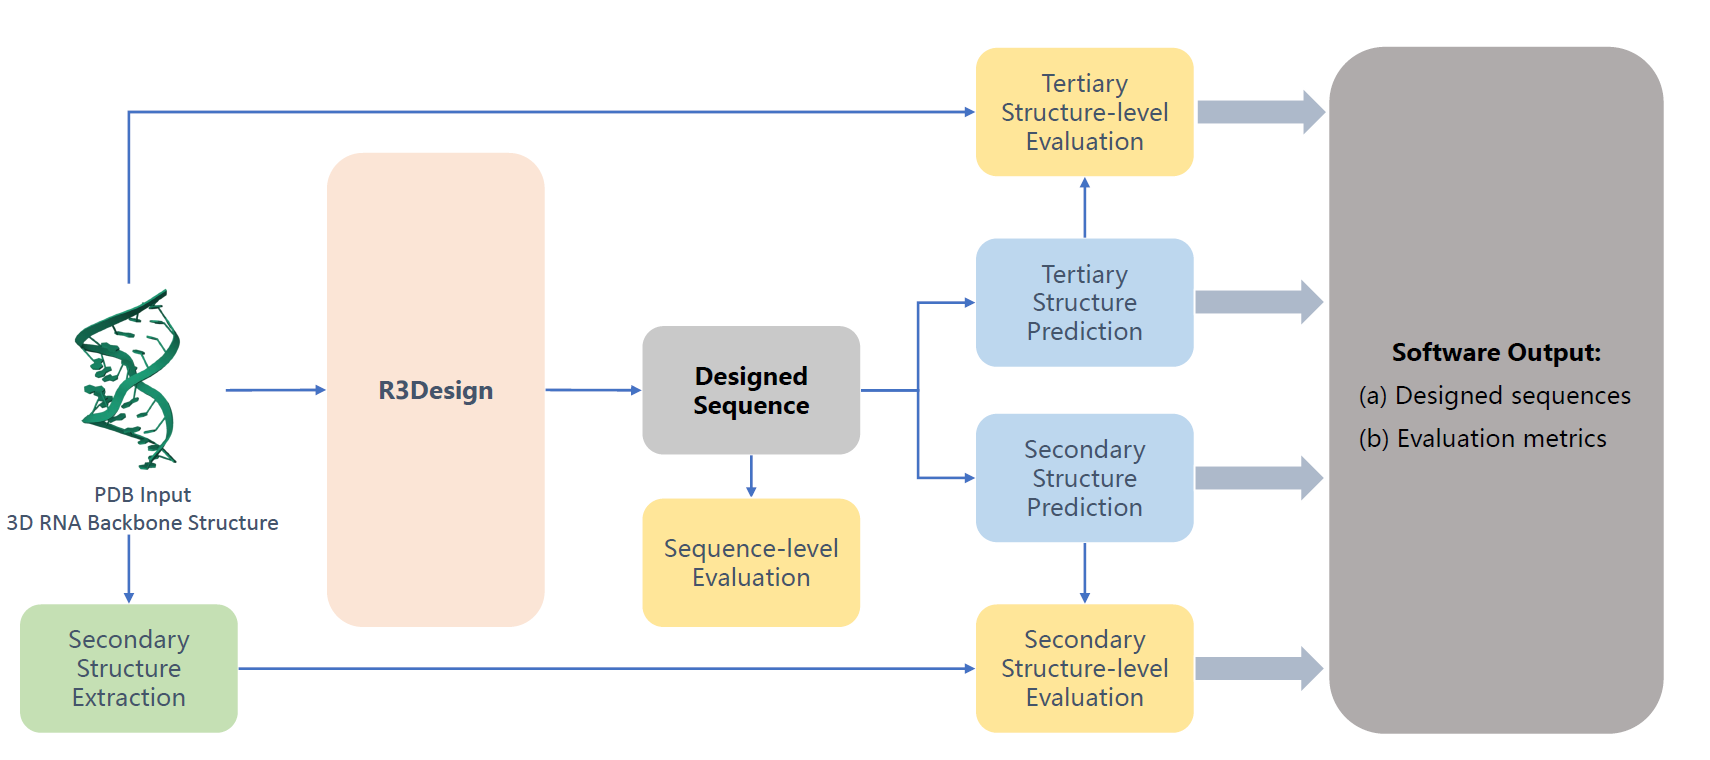 PDB Input
3D RNA Backbone Structure
Secondary
Structure
Extraction
R3Design
Designed
Sequence
Sequence-level
Evaluation
Tertiary
Structure-level
Evaluation
Tertiary
Structure
Prediction
Secondary
Structure
Prediction
Secondary
Structure-level
Evaluation
Software Output:
(a) Designed sequences
(b) Evaluation metrics